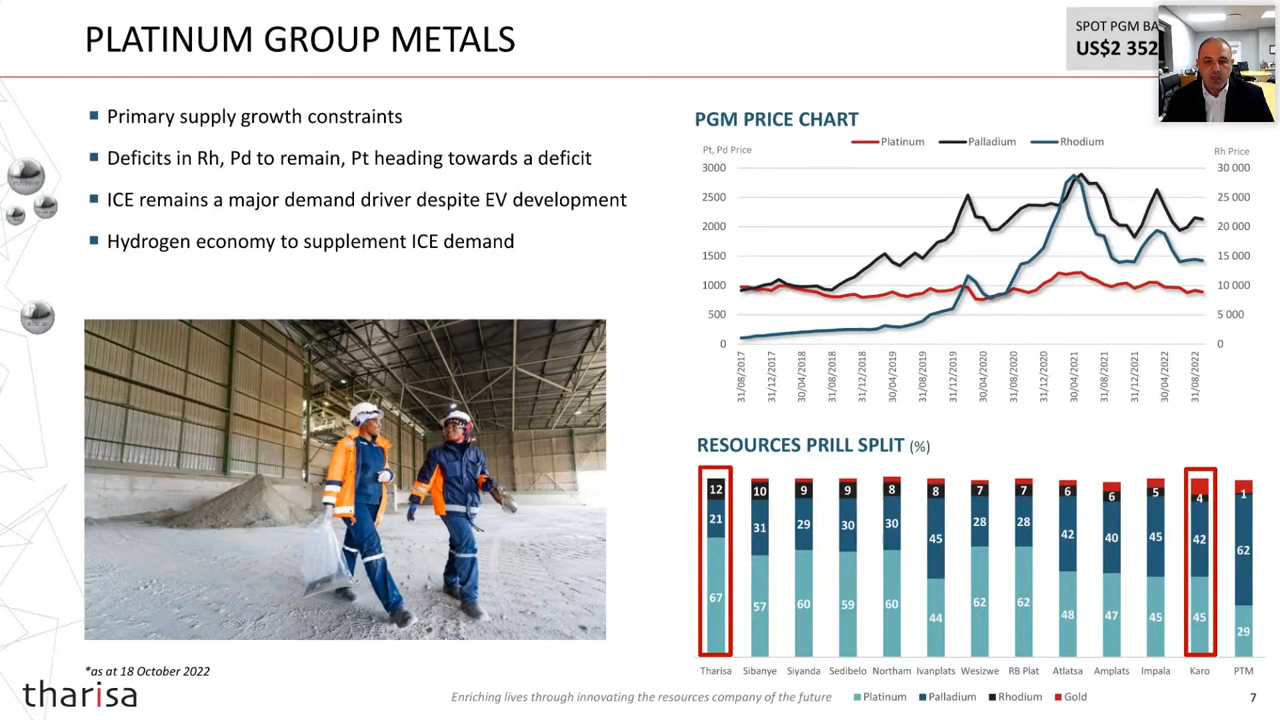 PLATINUM GROUP METALS
SPOT PGM BA
US$2 352
Primary supply growth constraints
Deficits in Rh, Pd to remain, Pt heading towards a deficit
ICE remains a major demand driver despite EV development
Hydrogen economy to supplement ICE demand
PGM PRICE CHART
Platinum Palladium Rhodium
Pt, Pd Price Rh Price
3000 30 000
2500 25 000
2000 20 000
1500 15 000
1000 10 000
500 5 000
0 0
31/08/2017 31/12/2017 30/04/2018 31/08/2018 31/12/2018 30/04/2019 31/08/2019 31/12/2019 30/04/2020 31/08/2020 31/12/2020 30/04/2021 31/08/2021 31/12/2021 30/04/2022 31/08/2022
RESOURCES PRILL SPLIT (%)
12 10 9 9 8 8 7 7 6 6 5 4 1
21 31 29 30 30 45 28 28 42 40 45 42 62
67 57 60 59 60 44 62 62 48 47 45 45 29
Tharisa Sibanye Siyanda Sedibelo Northam Ivanplats Wesizwe RB Plat Atlatsa Amplats Impala Karo PTM
Platinum Palladium Rhodium Gold
*as at 18 October 2022
tharisa
Enriching lives through innovating the resources company of the future
7